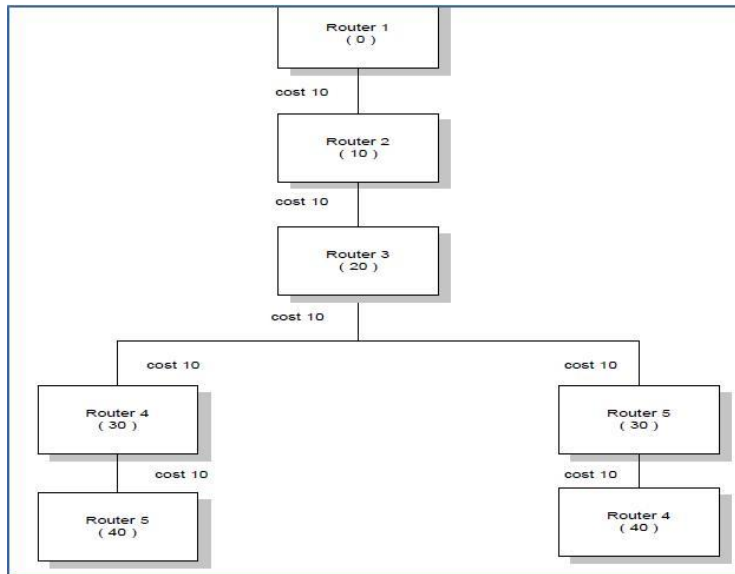 Router 1
( 0 )
cost 10
Router 2
( 10 )
cost 10
Router 3
( 20 )
cost 10
cost 10
cost 10
Router 4
( 30 )
Router 5
( 30 )
cost 10
cost 10
Router 5
( 40 )
Router 4
( 40 )